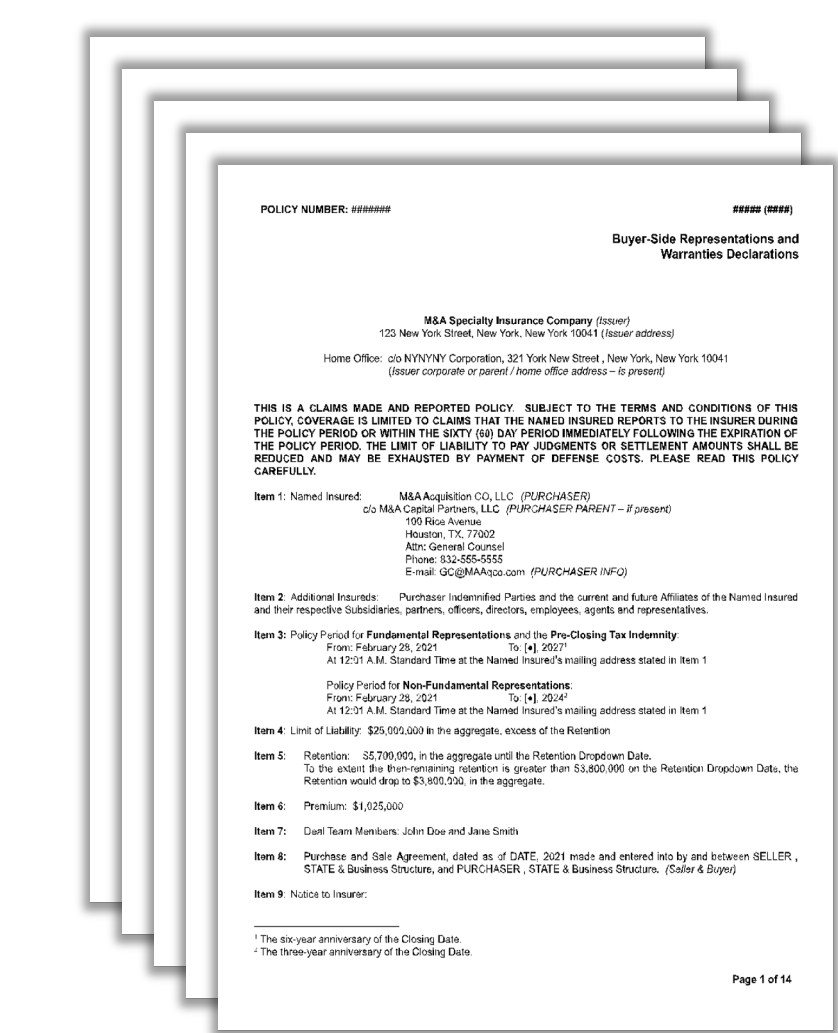 POLICY NUMBER: #######
##### (####)
Buyer-Side Representations and
Warranties Declarations
M&A Specialty Insurance Company (Issuer)
123 New York Street, New York, New York 10041 (Issuer address)
Home Office: c/o NYNYNY Corporation, 321 York New Street , New York, New York 10041
(Issuer corporate or parent / home office address – is present)
THIS IS A CLAIMS MADE AND REPORTED POLICY. SUBJECT TO THE TERMS AND CONDITIONS OF THIS
POLICY, COVERAGE IS LIMITED TO CLAIMS THAT THE NAMED INSURED REPORTS TO THE INSURER DURING
THE POLICY PERIOD OR WITHIN THE SIXTY (60) DAY PERIOD IMMEDIATELY FOLLOWING THE EXPIRATION OF
THE POLICY PERIOD. THE LIMIT OF LIABILITY TO PAY JUDGMENTS OR SETTLEMENT AMOUNTS SHALL BE
REDUCED AND MAY BE EXHAUSTED BY PAYMENT OF DEFENSE COSTS. PLEASE READ THIS POLICY
CAREFULLY.
Item 1: Named Insured: M&A Acquisition CO, LLC (PURCHASER)
c/o M&A Capital Partners, LLC (PURCHASER PARENT – if present)
100 Rice Avenue
Houston, TX, 77002
Attn: General Counsel
Phone: 832-555-5555
E-mail: GC@MAAqco.com (PURCHASER INFO)
Item 2: Additional Insureds: Purchaser Indemnified Parties and the current and future Affiliates of the Named Insured
and their respective Subsidiaries, partners, officers, directors, employees, agents and representatives.
Item 3: Policy Period for Fundamental Representations and the Pre-Closing Tax Indemnity:
From: February 28, 2021 To: [●], 2027¹
At 12:01 A.M. Standard Time at the Named Insured's mailing address stated in Item 1
Policy Period for Non-Fundamental Representations:
From: February 28, 2021 To: [●], 2024²
At 12:01 A.M. Standard Time at the Named Insured's mailing address stated in Item 1
Item 4: Limit of Liability: $25,000,000 in the aggregate, excess of the Retention
Item 5: Retention: $5,700,000, in the aggregate until the Retention Dropdown Date.
To the extent the then-remaining retention is greater than $3,800,000 on the Retention Dropdown Date, the
Retention would drop to $3,800,000, in the aggregate.
Item 6: Premium: $1,025,000
Item 7: Deal Team Members: John Doe and Jane Smith
Item 8: Purchase and Sale Agreement, dated as of DATE, 2021 made and entered into by and between SELLER ,
STATE & Business Structure, and PURCHASER , STATE & Business Structure. (Seller & Buyer)
Item 9: Notice to Insurer:
¹ The six-year anniversary of the Closing Date.
² The three-year anniversary of the Closing Date.
Page 1 of 14